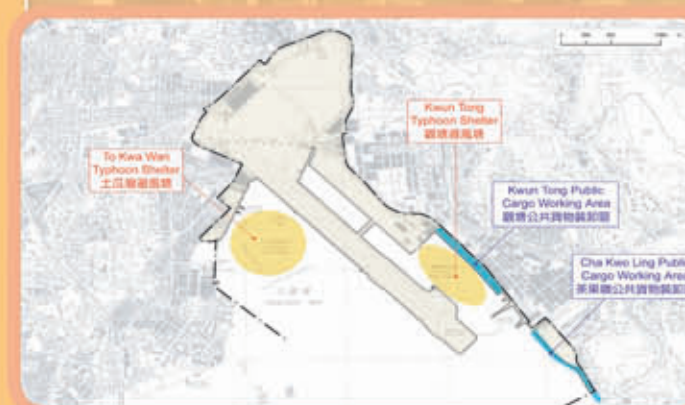 Kwun Tong
Typhoon Shelter
觀塘避風塘
To Kwa Wan
Typhoon Shelter
土瓜灣避風塘
Kwun Tong Public
Cargo Working Area
觀塘公共貨物裝卸區
Cha Kwo Ling Public
Cargo Working Area
茶果嶺公共貨物裝卸